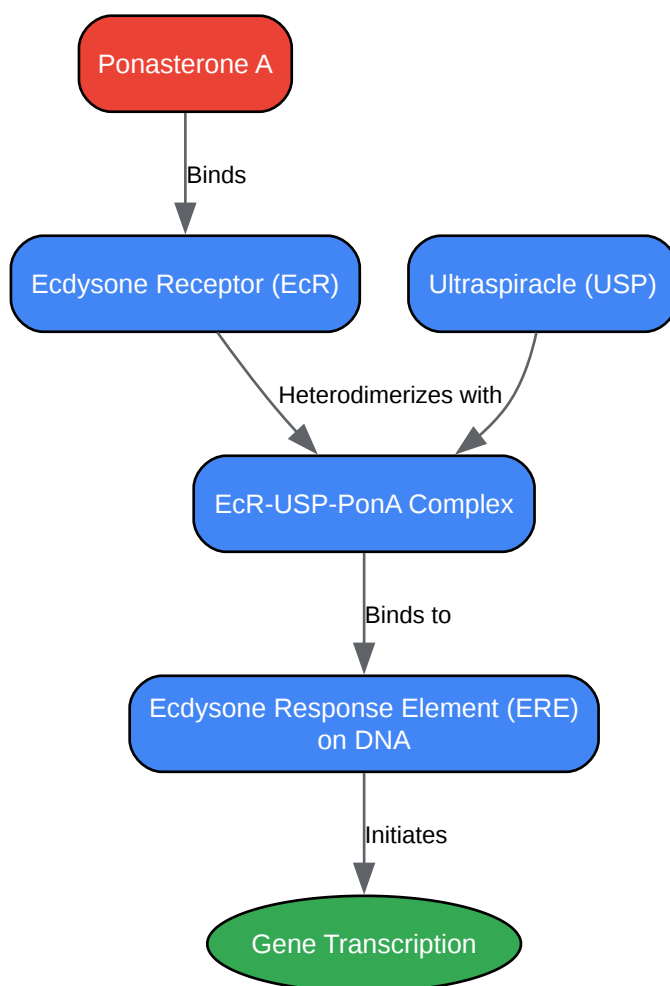 Ponasterone A
Binds
Ecdysone Receptor (EcR)
Ultraspiracle (USP)
Heterodimerizes with
EcR-USP-PonA Complex
Binds to
Ecdysone Response Element (ERE)
on DNA
Initiates
Gene Transcription